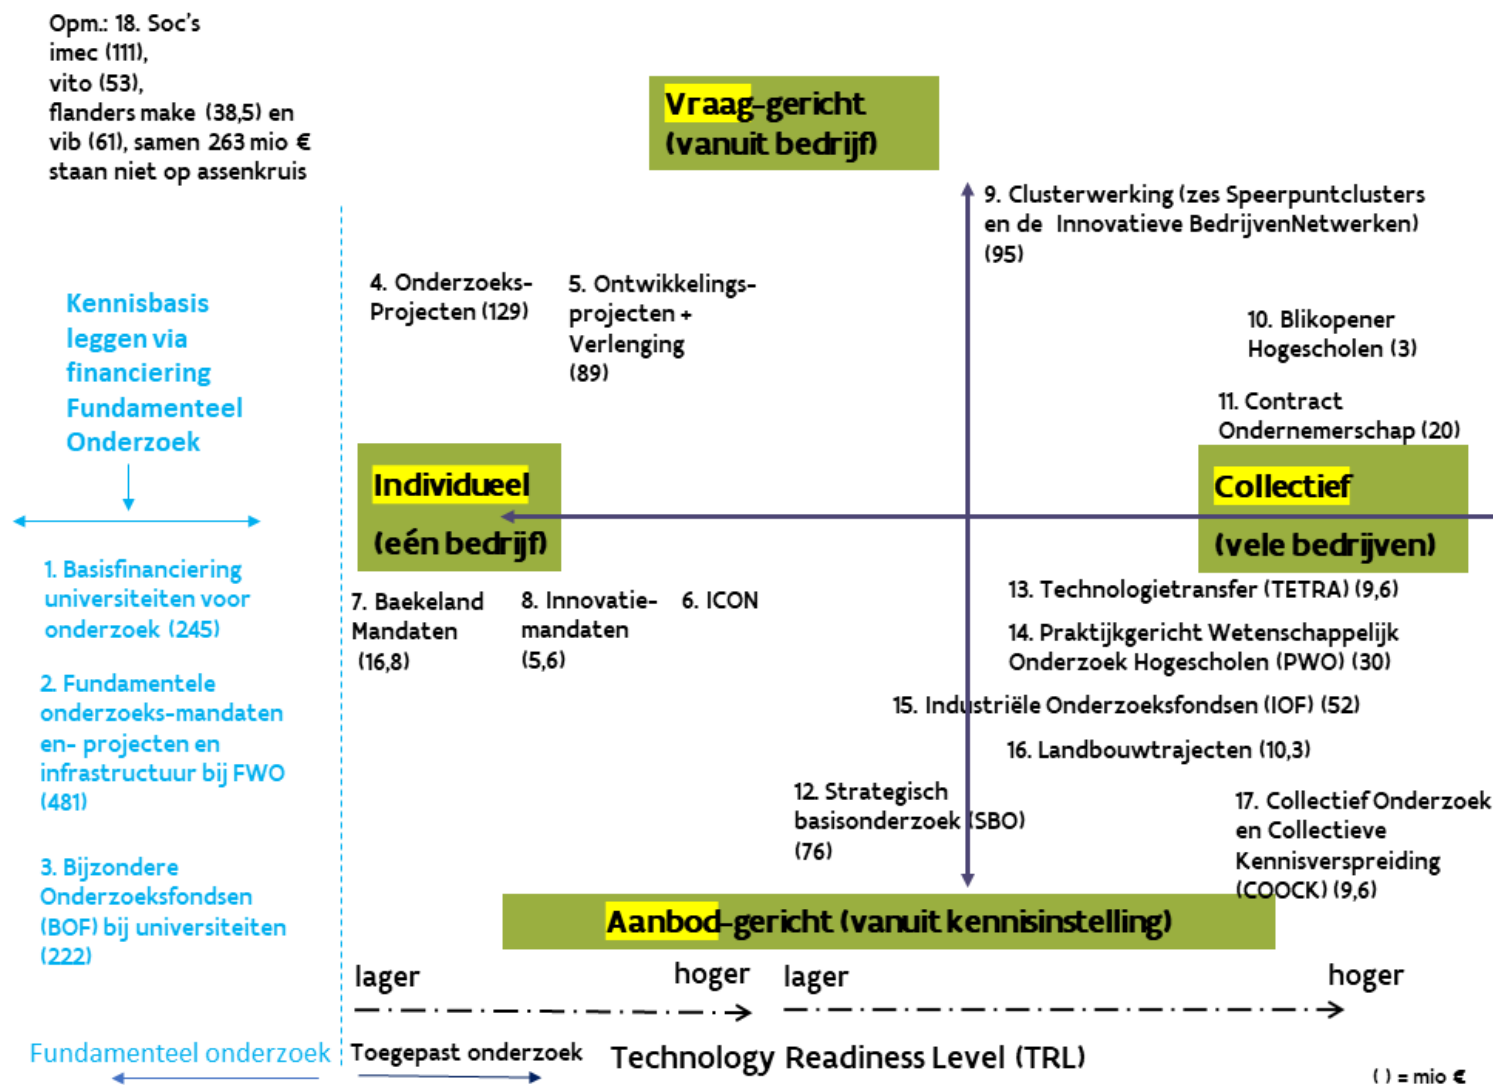 Opm.: 18. Soc's
imec (111),
vito (53),
flanders make (38,5) en
vib (61), samen 263 mio €
staan niet op assenkruis
Vraag-gericht
(vanuit bedrijf)
9. Clusterwerking (zes Speerpuntclusters
en de Innovatieve BedrijvenNetwerken)
(95)
4. Onderzoeks-
Projecten (129)
5. Ontwikkelings-
projecten +
Verlenging
(89)
10. Blikopener
Hogescholen (3)
11. Contract
Ondernemerschap (20)
Kennisbasis
leggen via
financiering
Fundamenteel
Onderzoek
Individueel
(eén bedrijf)
Collectief
(vele bedrijven)
1. Basisfinanciering
universiteiten voor
onderzoek (245)
2. Fundamentele
onderzoeks-mandaten
en- projecten en
infrastructuur bij FWO
(481)
3. Bijzondere
Onderzoeksfondsen
(BOF) bij universiteiten
(222)
7. Baekeland
Mandaten
(16,8)
8. Innovatie-
mandaten
(5,6)
6. ICON
13. Technologietransfer (TETRA) (9,6)
14. Praktijkgericht Wetenschappelijk
Onderzoek Hogescholen (PWO) (30)
15. Industriële Onderzoeksfondsen (IOF) (52)
16. Landbouwtrajecten (10,3)
12. Strategisch
basisonderzoek (SBO)
(76)
17. Collectief Onderzoek
en Collectieve
Kennisverspreiding
(COOCK) (9,6)
Aanbod-gericht (vanuit kennisinstelling)
lager
hoger
lager
hoger
Fundamenteel onderzoek
Toegepast onderzoek
Technology Readiness Level (TRL)
( ) = mio €